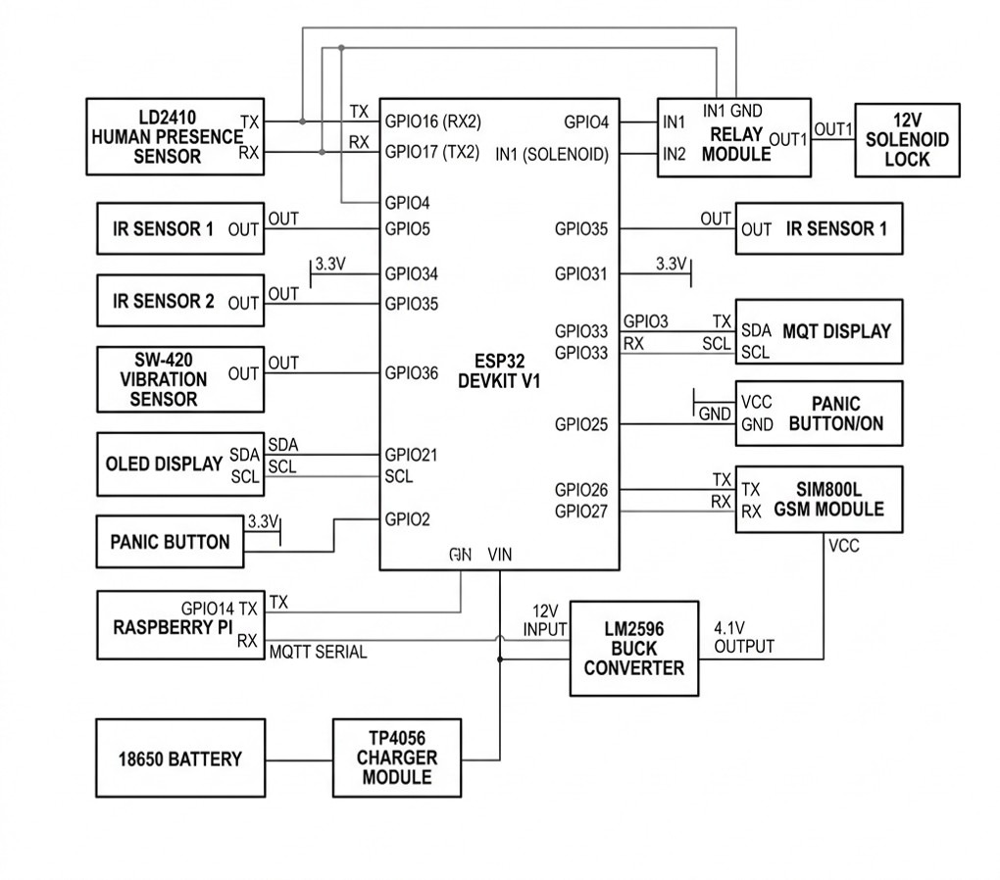 LD2410
HUMAN PRESENCE
SENSOR
TX
RX
TX
RX
GPIO16 (RX2)
GPIO17 (TX2)
GPIO4
GPIO5
GPIO34
GPIO35
GPIO36
GPIO21
SCL
GPIO2
VIN
ESP32
DEVKIT V1
GPIO4
IN1 (SOLENOID)
GPIO35
GPIO31
GPIO33
GPIO33
GPIO25
GPIO26
GPIO27
IN1
IN2
IN1 GND
RELAY
MODULE
OUT1
OUT1
12V
SOLENOID
LOCK
IR SENSOR 1
OUT
OUT
3.3V
IR SENSOR 2
OUT
OUT
SW-420
VIBRATION
SENSOR
OUT
OUT
OLED DISPLAY
SDA
SCL
SDA
SCL
PANIC BUTTON
3.3V
GPIO14 TX
RASPBERRY PI
RX
TX
MQTT SERIAL
OUT
OUT
IR SENSOR 1
3.3V
GPIO3
TX
RX
SCL
SDA
SCL
MQT DISPLAY
GND
VCC
GND
PANIC
BUTTON/ON
TX
RX
TX
RX
SIM800L
GSM MODULE
VCC
12V
INPUT
LM2596
BUCK
CONVERTER
4.1V
OUTPUT
18650 BATTERY
TP4056
CHARGER
MODULE